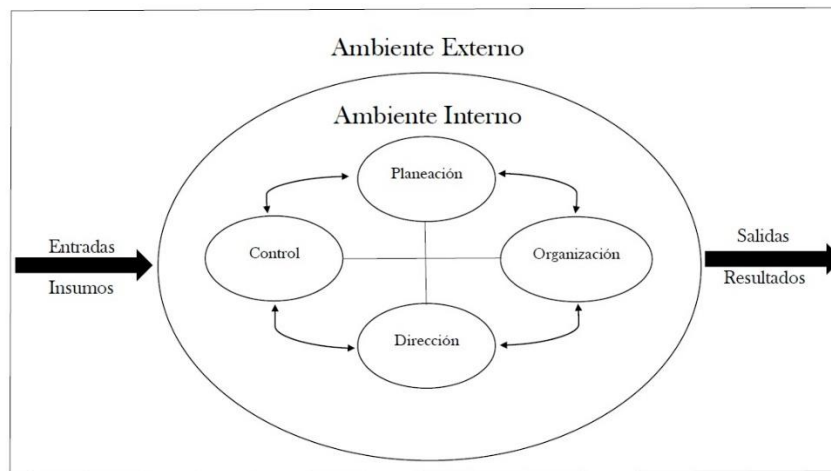 Ambiente Externo
Ambiente Interno
Planeación
Entradas
Insumos
Control
Organización
Salidas
Resultados
Dirección